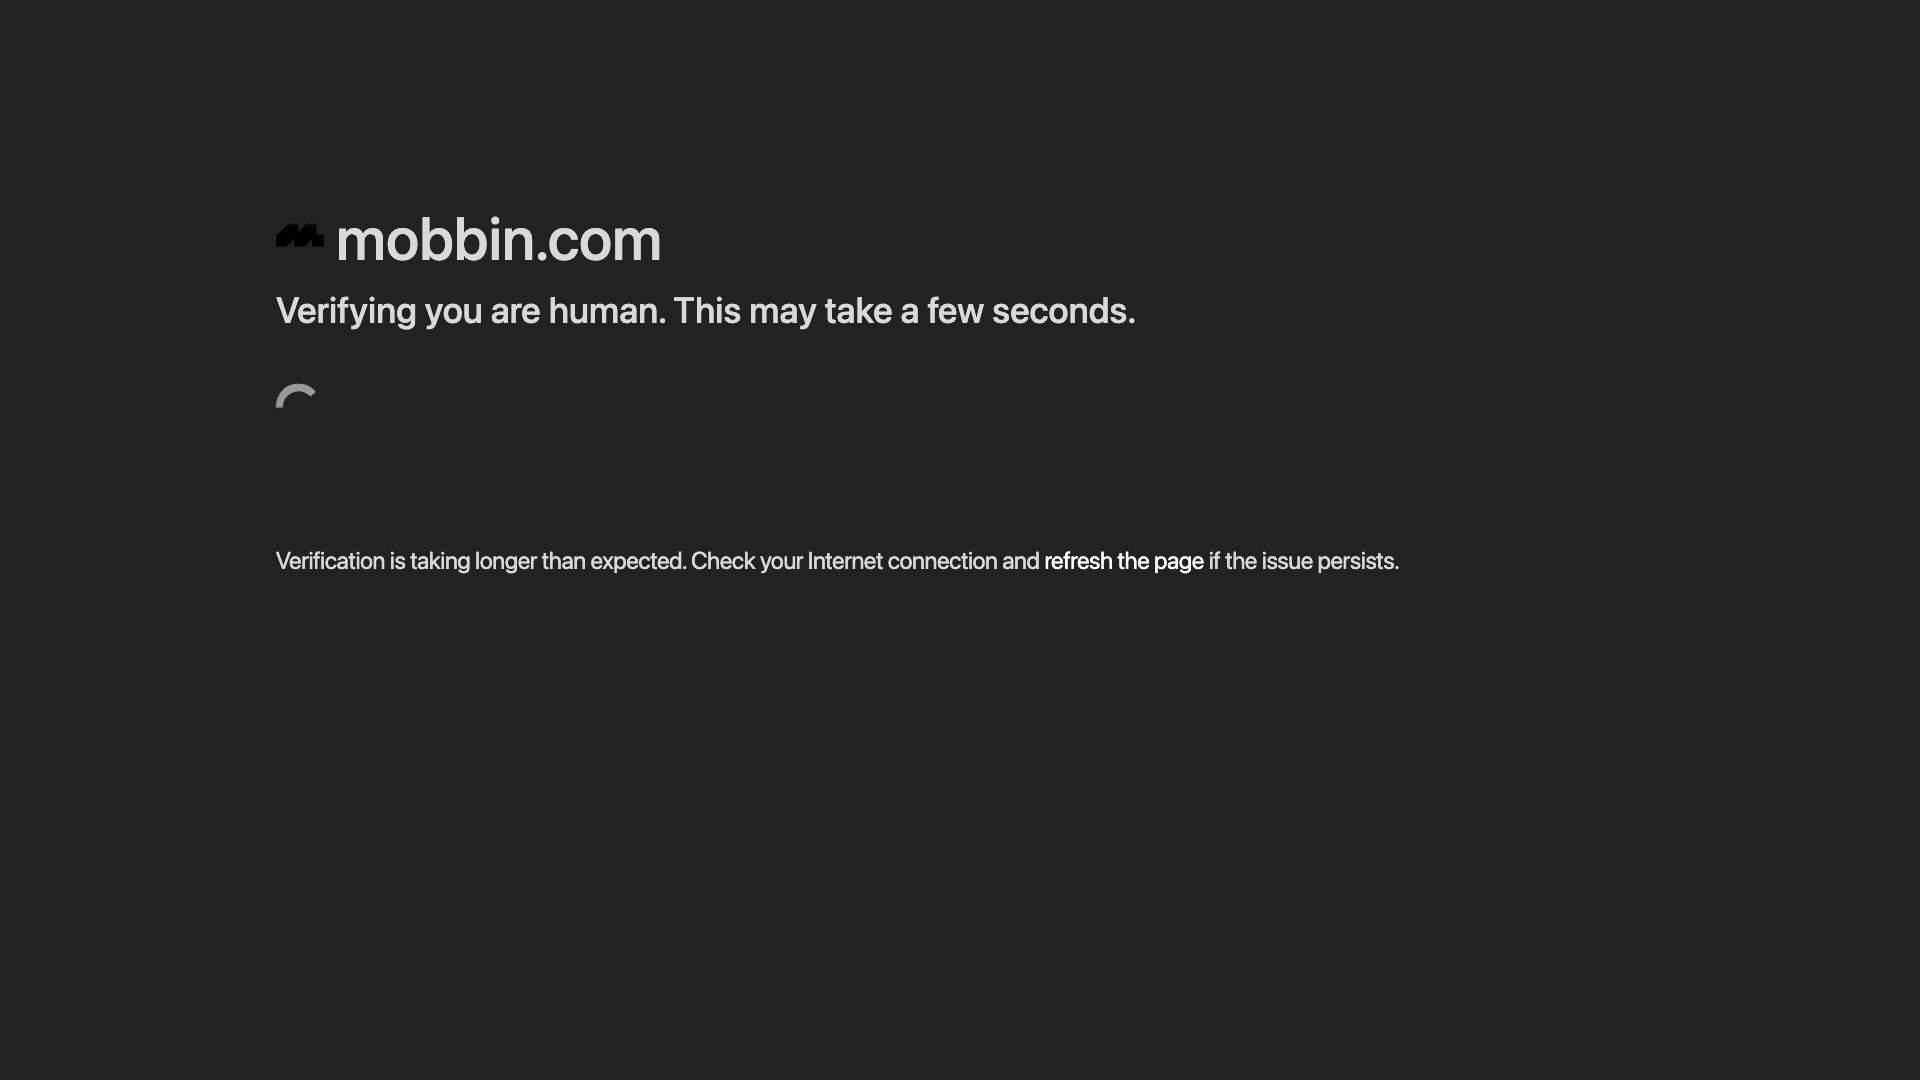 mobbin.com
Verifying you are human. This may take a few seconds.
Verification is taking longer than expected. Check your Internet connection and refresh the page if the issue persists.